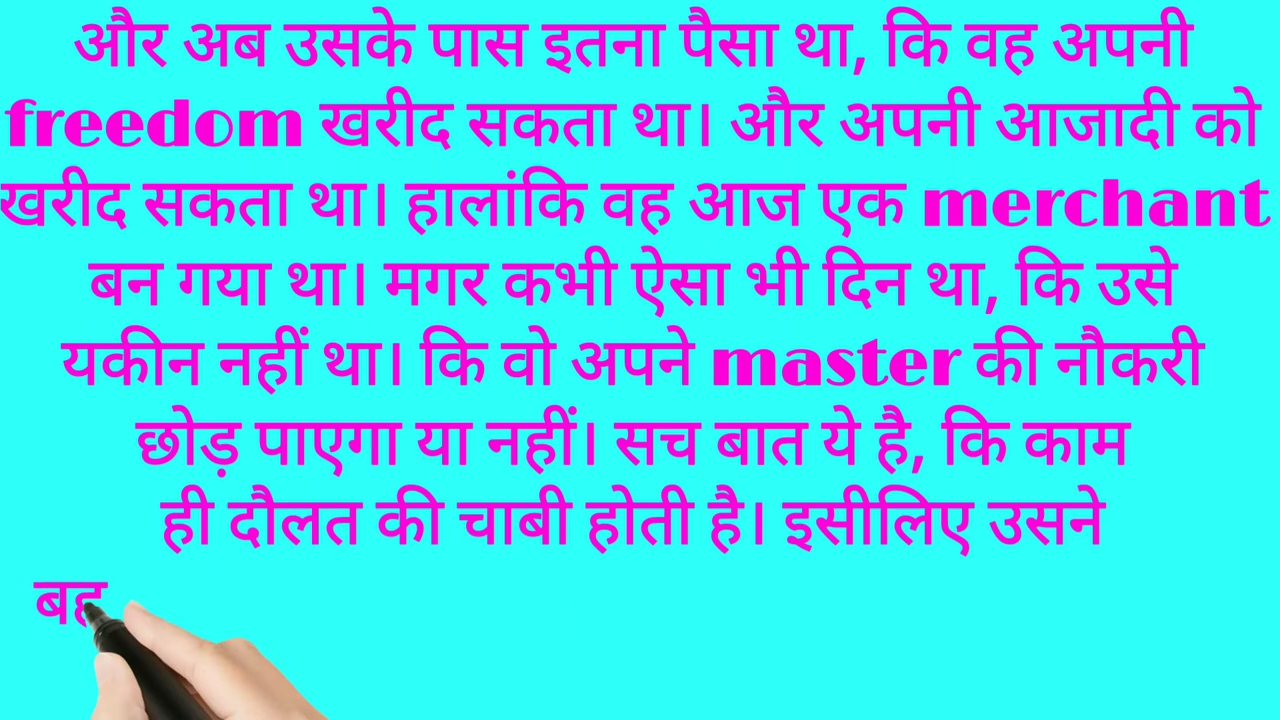 और अब उसके पास इतना पैसा था, कि वह अपनी
freedom खरीद सकता था। और अपनी आजादी को
खरीद सकता था। हालांकि वह आज एक merchant
बन गया था। मगर कभी ऐसा भी दिन था, कि उसे
यकीन नहीं था। कि वो अपने master की नौकरी
छोड़ पाएगा या नहीं। सच बात ये है, कि काम
ही दौलत की चाबी होती है। इसीलिए उसने
बह